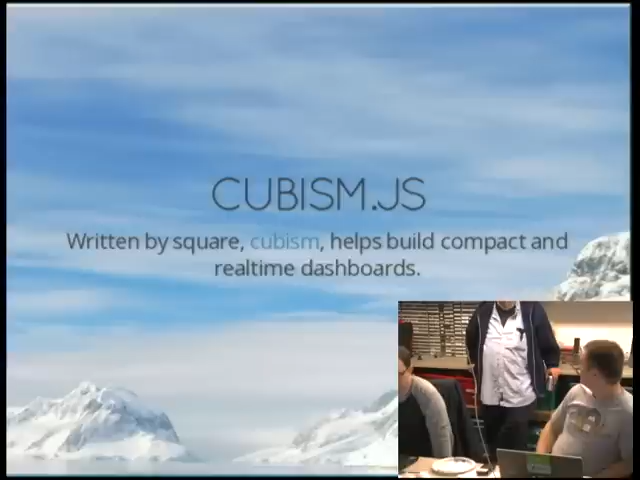 CUBISM.JS
Written by square, cubism, helps build compact and
realtime dashboards.